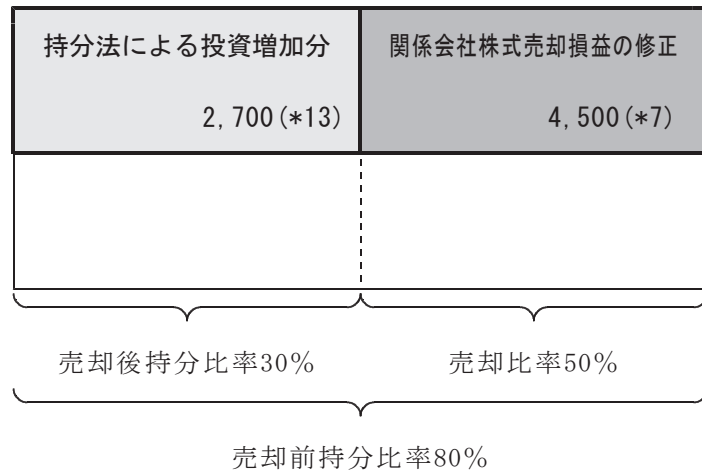 持分法による投資増加分
関係会社株式売却損益の修正
2,700(*13)
4,500(*7)
売却後持分比率30%
売却比率50%
売却前持分比率80%